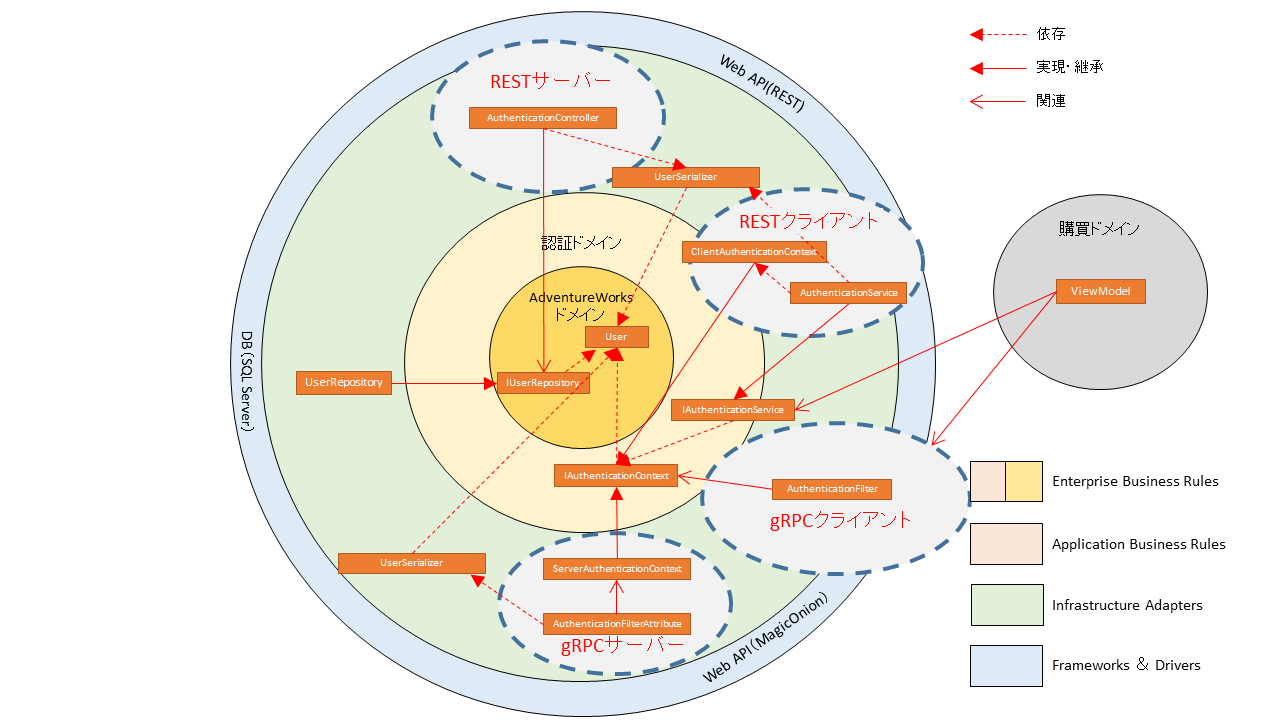 依存
実現・継承
関連
Web API(REST)
RESTサーバー
AuthenticationController
UserSerializer
RESTクライアント
ClientAuthenticationContext
AuthenticationService
認証ドメイン
AdventureWorks
ドメイン
User
IUserRepository
UserRepository
DB（SQL Server）
IAuthenticationService
IAuthenticationContext
購買ドメイン
ViewModel
AuthenticationFilter
gRPCクライアント
UserSerializer
ServerAuthenticationContext
AuthenticationFilterAttribute
gRPCサーバー
Web API（MagicOnion）
Enterprise Business Rules
Application Business Rules
Infrastructure Adapters
Frameworks ＆ Drivers